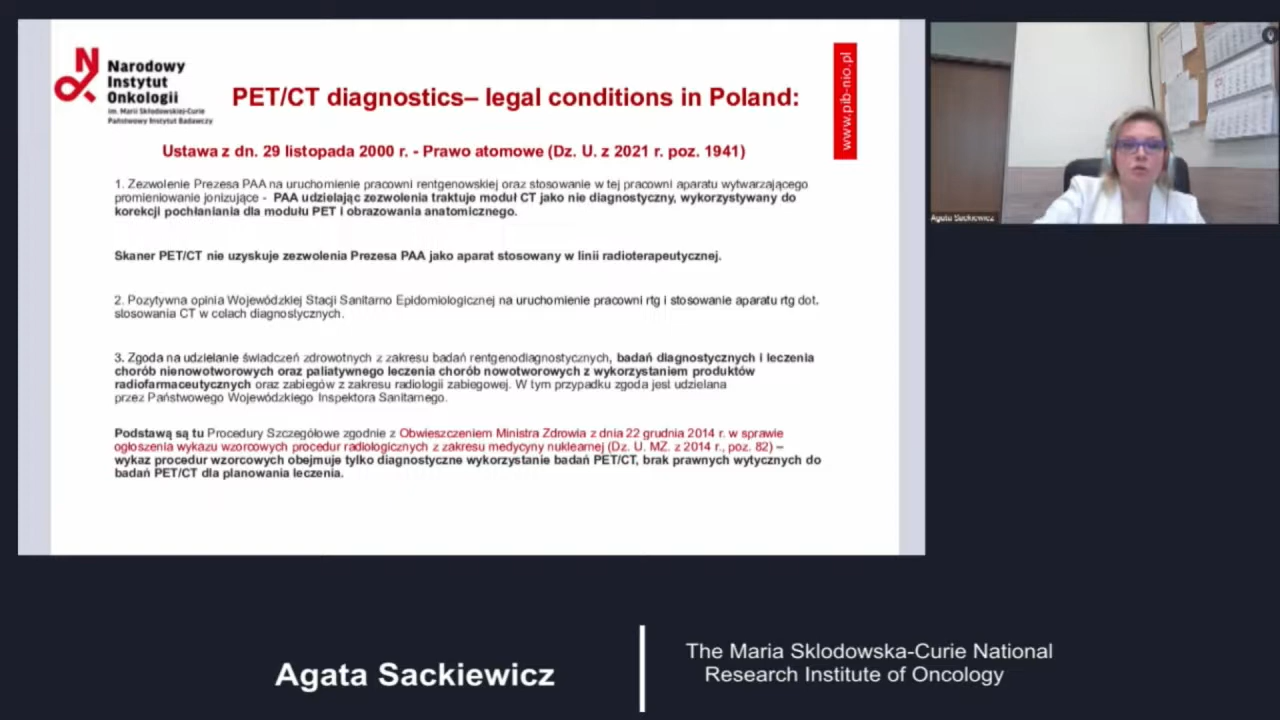 Narodowy
Instytut
Onkologii
im. Marii Skłodowskiej-Curie
Państwowy Instytut Badawczy
PET/CT diagnostics– legal conditions in Poland:
www.pib-nio.pl
Ustawa z dn. 29 listopada 2000 r. - Prawo atomowe (Dz. U. z 2021 r. poz. 1941)
1. Zezwolenie Prezesa PAA na uruchomienie pracowni rentgenowskiej oraz stosowanie w tej pracowni aparatu wytwarzającego
promieniowanie jonizujące - PAA udzielając zezwolenia traktuje moduł CT jako nie diagnostyczny, wykorzystywany do
korekcji pochłaniania dla modułu PET i obrazowania anatomicznego.
Skaner PET/CT nie uzyskuje zezwolenia Prezesa PAA jako aparat stosowany w linii radioterapeutycznej.
2. Pozytywna opinia Wojewódzkiej Stacji Sanitarno Epidemiologicznej na uruchomienie pracowni rtg i stosowanie aparatu rtg dot.
stosowania CT w celach diagnostycznych.
3. Zgoda na udzielanie świadczeń zdrowotnych z zakresu badań rentgenodiagnostycznych, badań diagnostycznych i leczenia
chorób nienowotworowych oraz paliatywnego leczenia chorób nowotworowych z wykorzystaniem produktów
radiofarmaceutycznych oraz zabiegów z zakresu radiologii zabiegowej. W tym przypadku zgoda jest udzielana
przez Państwowego Wojewódzkiego Inspektora Sanitarnego.
Podstawą są tu Procedury Szczegółowe zgodnie z Obwieszczeniem Ministra Zdrowia z dnia 22 grudnia 2014 r. w sprawie
ogłoszenia wykazu wzorcowych procedur radiologicznych z zakresu medycyny nuklearnej (Dz. U. MZ. z 2014 r., poz. 82) –
wykaz procedur wzorcowych obejmuje tylko diagnostyczne wykorzystanie badań PET/CT, brak prawnych wytycznych do
badań PET/CT dla planowania leczenia.
Agata Sackiewicz
Agata Sackiewicz
The Maria Sklodowska-Curie National
Research Institute of Oncology